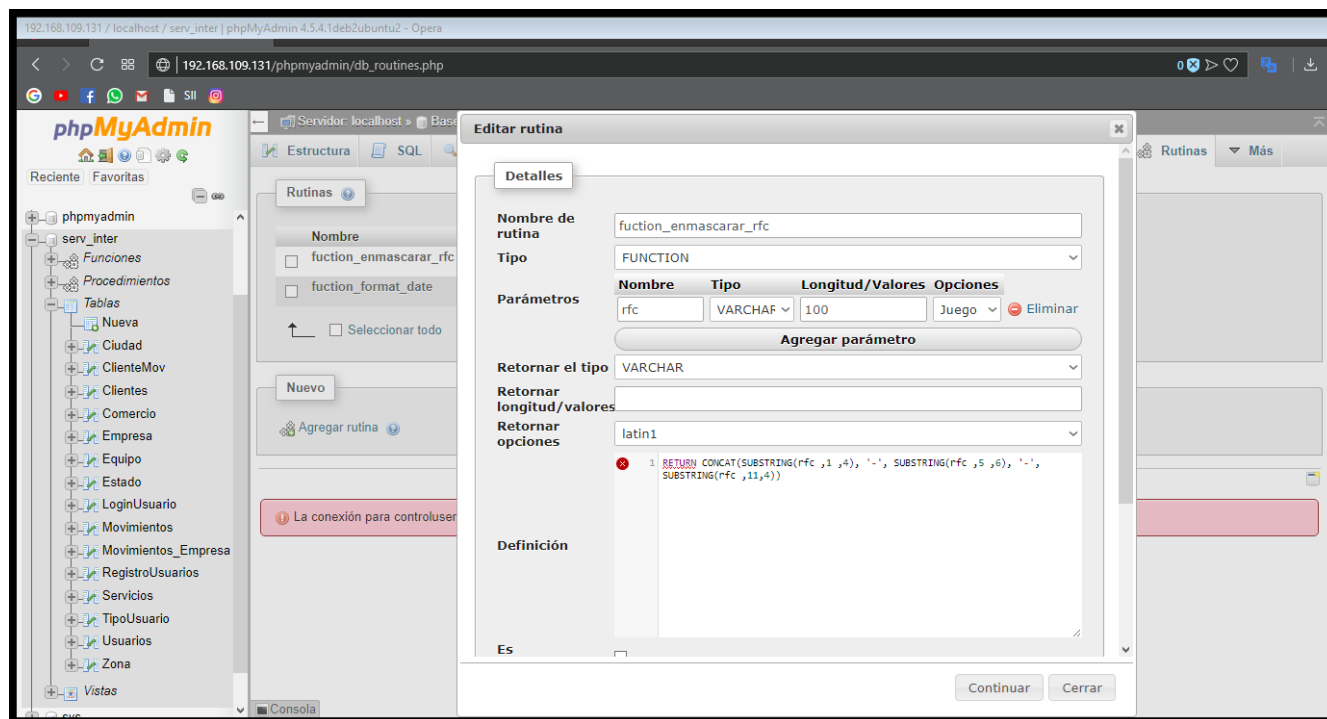 192.168.109.131 / localhost / serv_inter | phpMyAdmin 4.5.4.1deb2ubuntu2 - Opera
192.168.109.131/phpmyadmin/db_routines.php
0
SII
phpMyAdmin
Reciente Favoritas
phpmyadmin
serv_inter
Funciones
Procedimientos
Tablas
Nueva
Ciudad
ClienteMov
Clientes
Comercio
Empresa
Equipo
Estado
LoginUsuario
Movimientos
Movimientos_Empresa
RegistroUsuarios
Servicios
TipoUsuario
Usuarios
Zona
Vistas
sys
Servidor: localhost » Base
Estructura SQL Rutinas Más
Rutinas
Nombre
fuction_enmascarar_rfc
fuction_format_date
Seleccionar todo
Nuevo
Agregar rutina
La conexión para controluser
Consola
Editar rutina
Detalles
Nombre de rutina fuction_enmascarar_rfc
Tipo FUNCTION
Parámetros
Nombre Tipo Longitud/Valores Opciones
rfc VARCHAR 100 Juego Eliminar
Agregar parámetro
Retornar el tipo VARCHAR
Retornar longitud/valores
Retornar opciones latin1
Definición
1 RETURN CONCAT(SUBSTRING(rfc ,1 ,4), '-', SUBSTRING(rfc ,5 ,6), '-',
SUBSTRING(rfc ,11,4))
Es
Continuar Cerrar